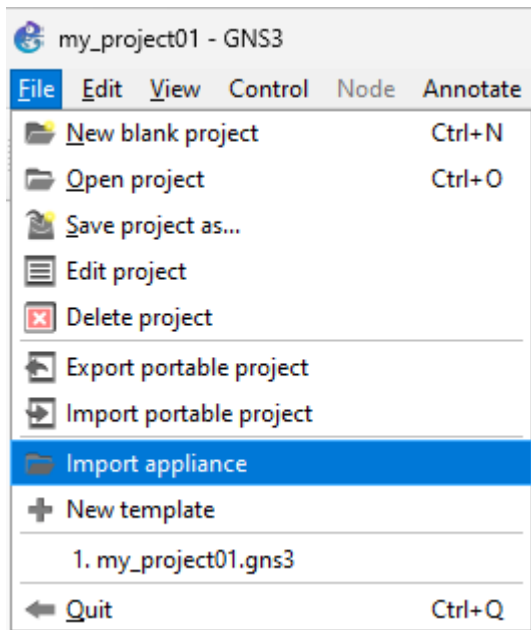 my_project01 - GNS3
File Edit View Control Node Annotate
New blank project Ctrl+N
Open project Ctrl+O
Save project as...
Edit project
Delete project
Export portable project
Import portable project
Import appliance
New template
1. my_project01.gns3
Quit Ctrl+Q